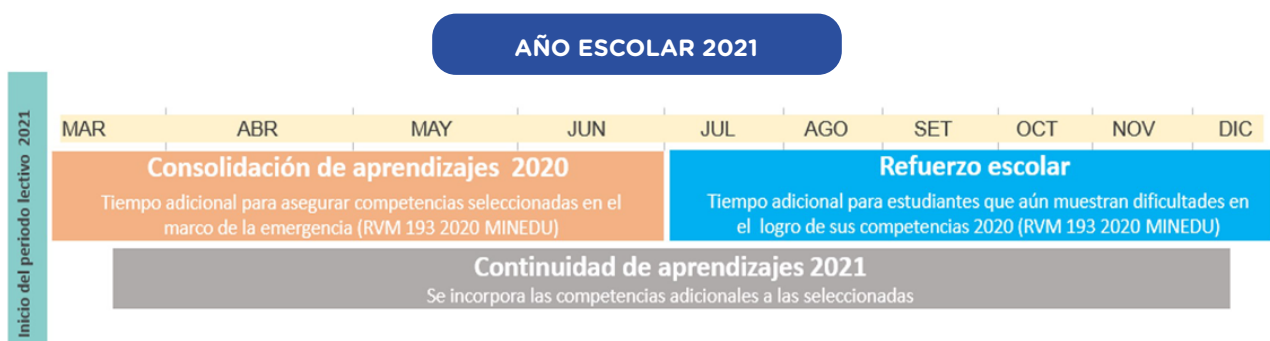 AÑO ESCOLAR 2021
Inicio del periodo lectivo 2021
MAR ABR MAY JUN JUL AGO SET OCT NOV DIC
Consolidación de aprendizajes 2020
Tiempo adicional para asegurar competencias seleccionadas en el
marco de la emergencia (RVM 193 2020 MINEDU)
Refuerzo escolar
Tiempo adicional para estudiantes que aún muestran dificultades en
el logro de sus competencias 2020 (RVM 193 2020 MINEDU)
Continuidad de aprendizajes 2021
Se incorpora las competencias adicionales a las seleccionadas